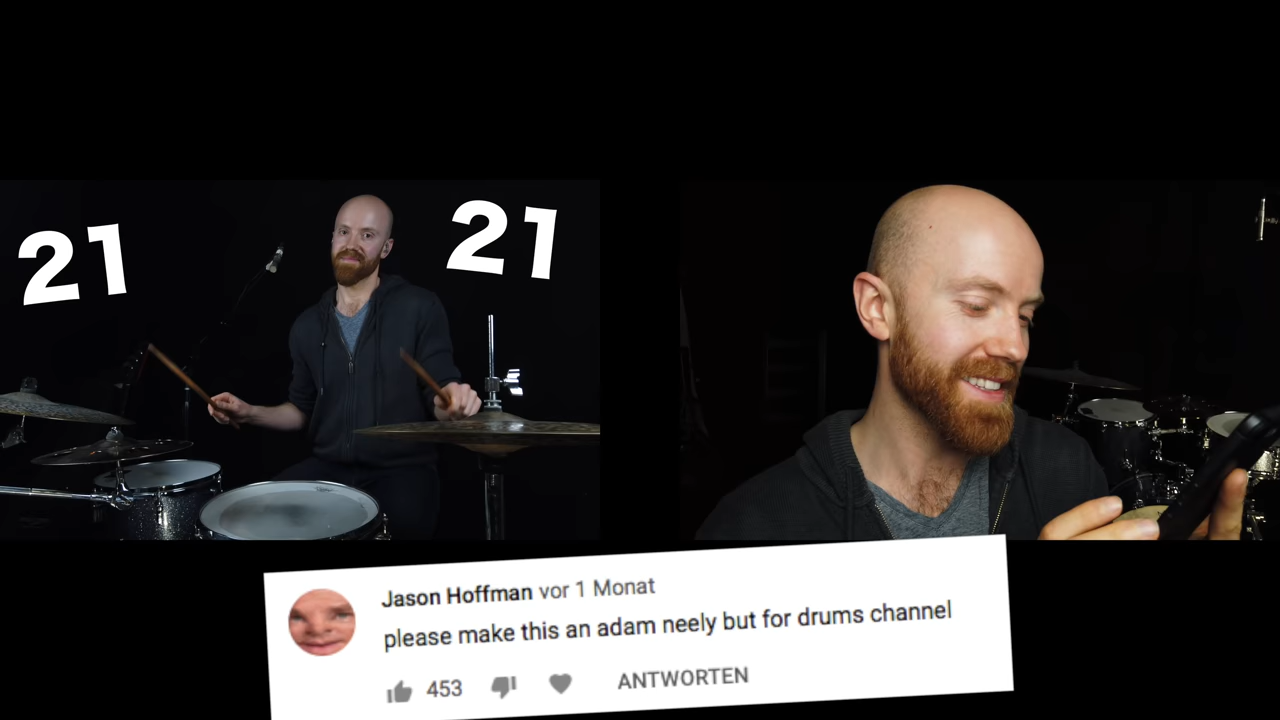 21
21
Jason Hoffman vor 1 Monat
please make this an adam neely but for drums channel
453
ANTWORTEN